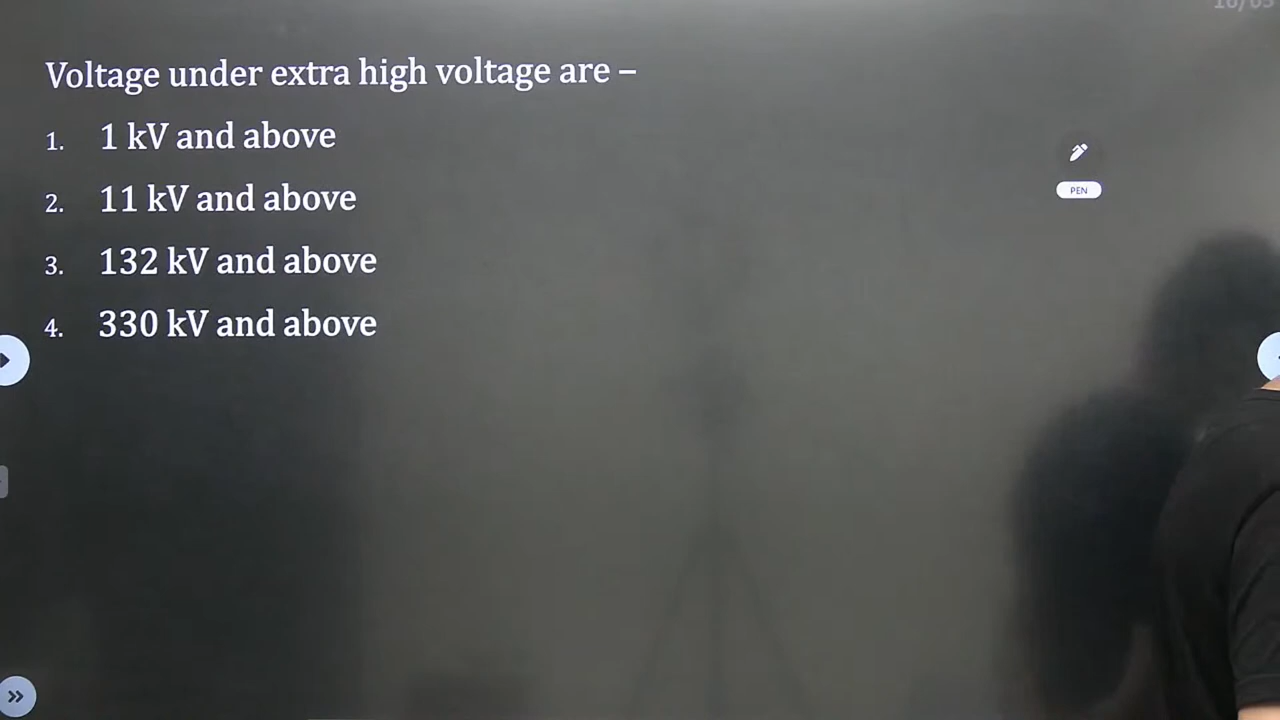 Voltage under extra high voltage are –
1. 1 kV and above
2. 11 kV and above
3. 132 kV and above
4. 330 kV and above
PEN